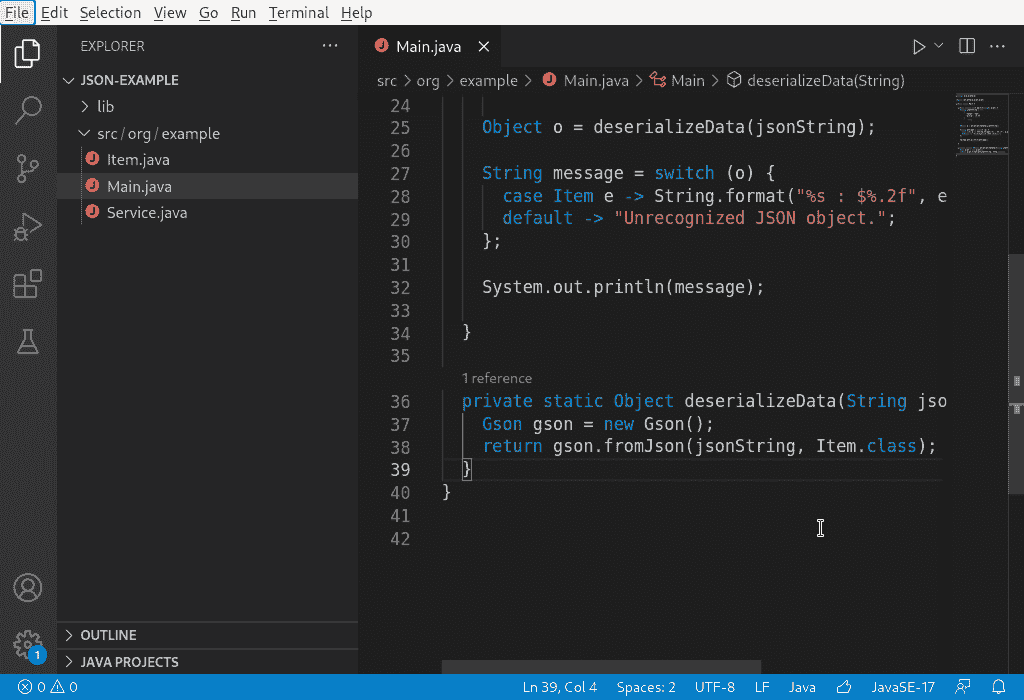 File Edit Selection View Go Run Terminal Help
EXPLORER
Main.java
JSON-EXAMPLE
lib
src/org/example
Item.java
Main.java
Service.java
src > org > example > Main.java > Main > deserializeData(String)
24
25 Object o = deserializeData(jsonString);
26
27 String message = switch (o) {
28 case Item e -> String.format("%s : $%.2f", e
29 default -> "Unrecognized JSON object.";
30 };
31
32 System.out.println(message);
33
34 }
35
1 reference
36 private static Object deserializeData(String jso
37 Gson gson = new Gson();
38 return gson.fromJson(jsonString, Item.class);
39 }
40 }
41
42
OUTLINE
JAVA PROJECTS
1
0 0 Ln 39, Col 4 Spaces: 2 UTF-8 LF Java JavaSE-17